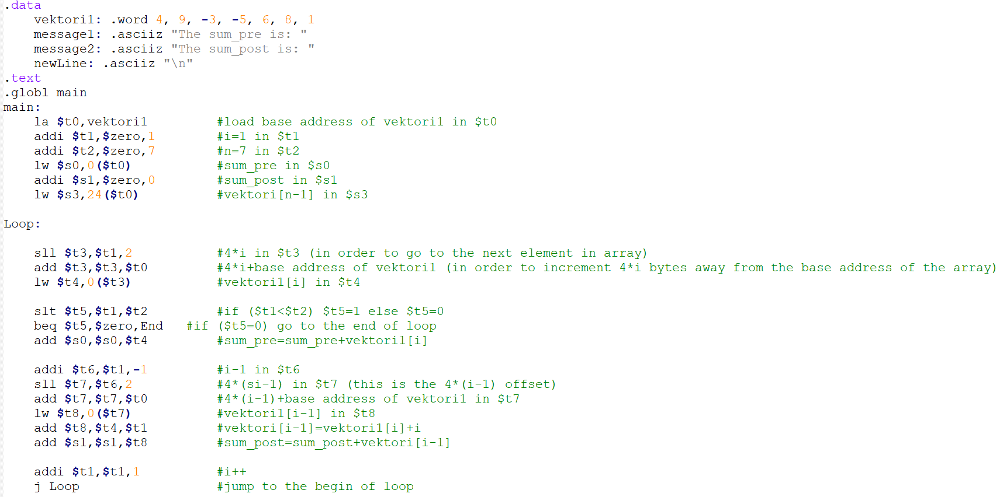 .data
vektori1: .word 4, 9, -3, -5, 6, 8, 1
message1: .asciiz "The sum_pre is: "
message2: .asciiz "The sum_post is: "
newLine: .asciiz "\n"
.text
.globl main
main:
la $t0,vektori1 #load base address of vektori1 in $t0
addi $t1,$zero,1 #i=1 in $t1
addi $t2,$zero,7 #n=7 in $t2
lw $s0,0($t0) #sum_pre in $s0
addi $s1,$zero,0 #sum_post in $s1
lw $s3,24($t0) #vektori[n-1] in $s3
Loop:
sll $t3,$t1,2 #4*i in $t3 (in order to go to the next element in array)
add $t3,$t3,$t0 #4*i+base address of vektori1 (in order to increment 4*i bytes away from the base address of the array)
lw $t4,0($t3) #vektori1[i] in $t4
slt $t5,$t1,$t2 #if ($t1<$t2) $t5=1 else $t5=0
beq $t5,$zero,End #if ($t5=0) go to the end of loop
add $s0,$s0,$t4 #sum_pre=sum_pre+vektori1[i]
addi $t6,$t1,-1 #i-1 in $t6
sll $t7,$t6,2 #4*(si-1) in $t7 (this is the 4*(i-1) offset)
add $t7,$t7,$t0 #4*(i-1)+base address of vektori1 in $t7
lw $t8,0($t7) #vektori1[i-1] in $t8
add $t8,$t4,$t1 #vektori[i-1]=vektori1[i]+i
add $s1,$s1,$t8 #sum_post=sum_post+vektori[i-1]
addi $t1,$t1,1 #i++
j Loop #jump to the begin of loop